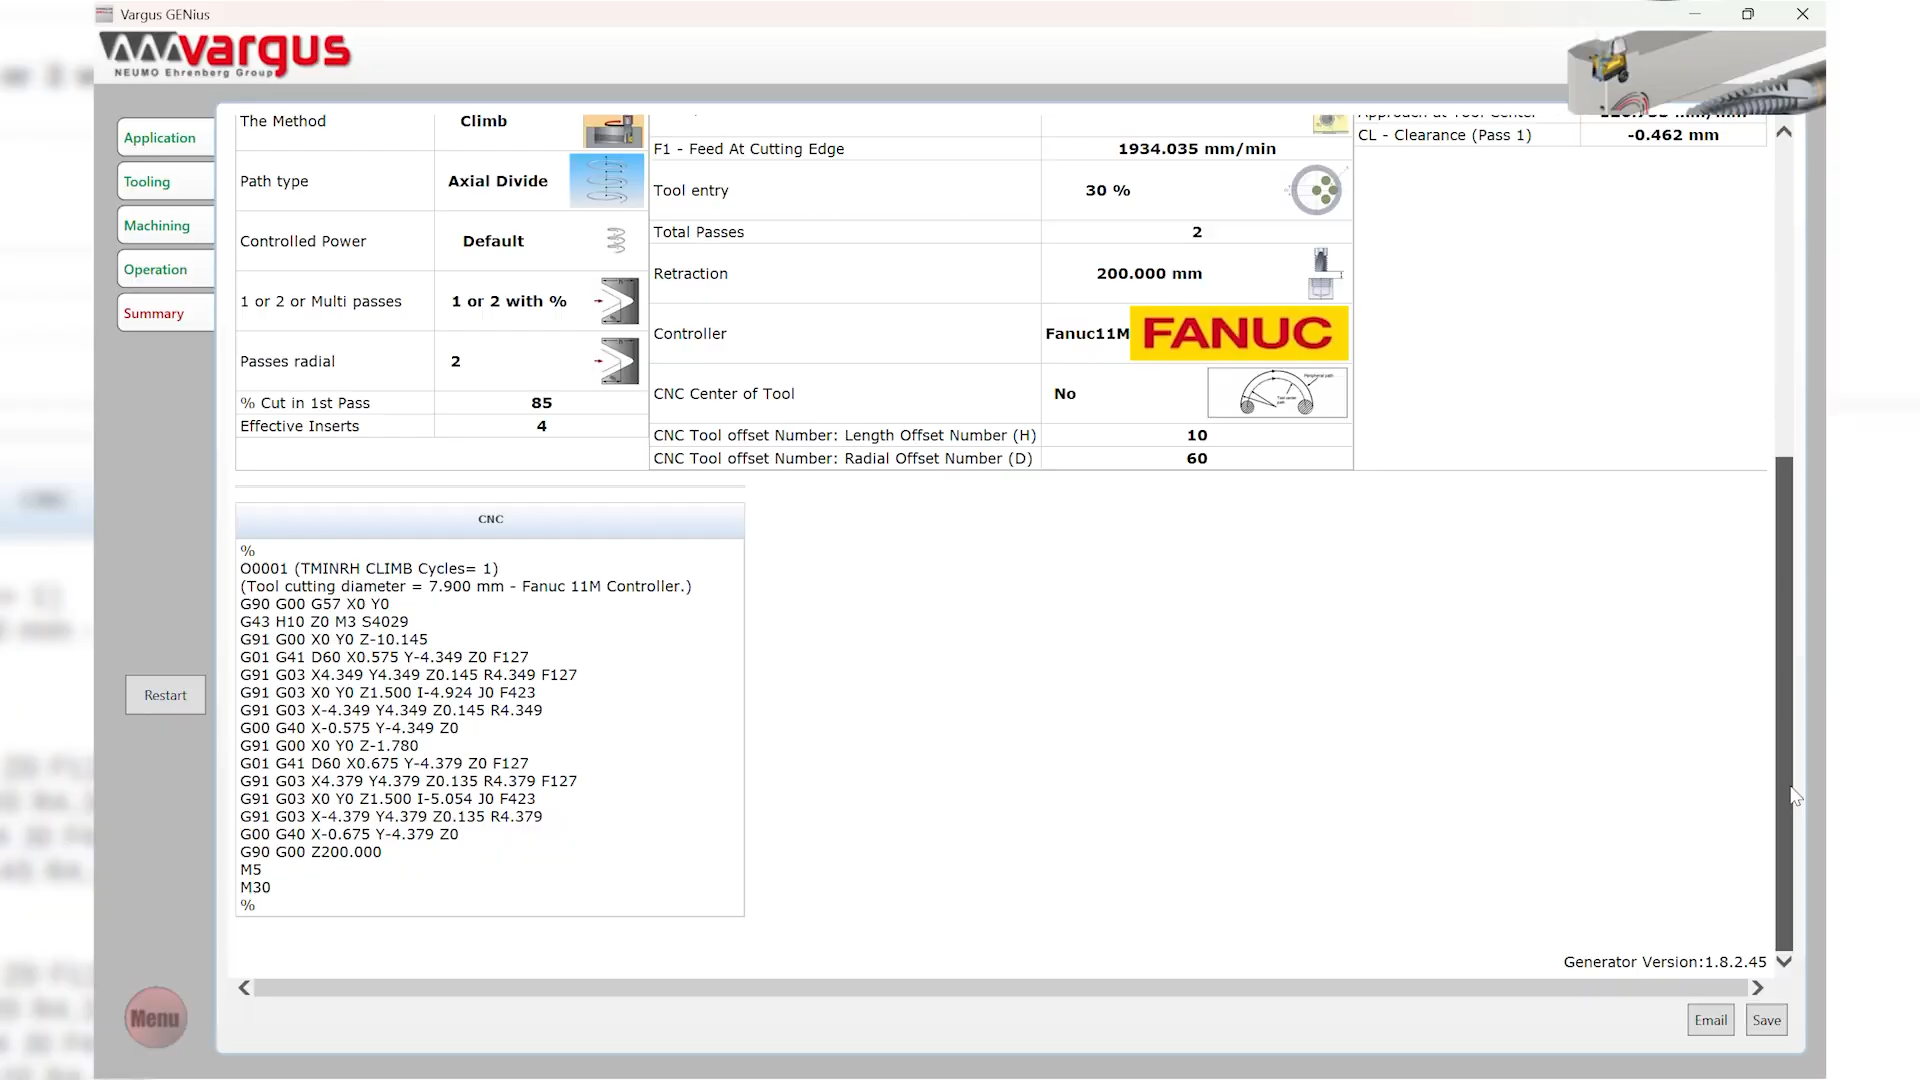 Vargus GENius
vargus
NEUMO Ehrenberg Group
Application
Tooling
Machining
Operation
Summary
Restart
Menu
The Method Climb
Path type Axial Divide
Controlled Power Default
1 or 2 or Multi passes 1 or 2 with %
Passes radial 2
% Cut in 1st Pass 85
Effective Inserts 4
F1 - Feed At Cutting Edge 1934.035 mm/min
Tool entry 30 %
Total Passes 2
Retraction 200.000 mm
Controller Fanuc11M FANUC
CNC Center of Tool No
CNC Tool offset Number: Length Offset Number (H) 10
CNC Tool offset Number: Radial Offset Number (D) 60
Approach at Tool Center
CL - Clearance (Pass 1) -0.462 mm
CNC
%
O0001 (TMINRH CLIMB Cycles= 1)
(Tool cutting diameter = 7.900 mm - Fanuc 11M Controller.)
G90 G00 G57 X0 Y0
G43 H10 Z0 M3 S4029
G91 G00 X0 Y0 Z-10.145
G01 G41 D60 X0.575 Y-4.349 Z0 F127
G91 G03 X4.349 Y4.349 Z0.145 R4.349 F127
G91 G03 X0 Y0 Z1.500 I-4.924 J0 F423
G91 G03 X-4.349 Y4.349 Z0.145 R4.349
G00 G40 X-0.575 Y-4.349 Z0
G91 G00 X0 Y0 Z-1.780
G01 G41 D60 X0.675 Y-4.379 Z0 F127
G91 G03 X4.379 Y4.379 Z0.135 R4.379 F127
G91 G03 X0 Y0 Z1.500 I-5.054 J0 F423
G91 G03 X-4.379 Y4.379 Z0.135 R4.379
G00 G40 X-0.675 Y-4.379 Z0
G90 G00 Z200.000
M5
M30
%
Generator Version:1.8.2.45
Email
Save